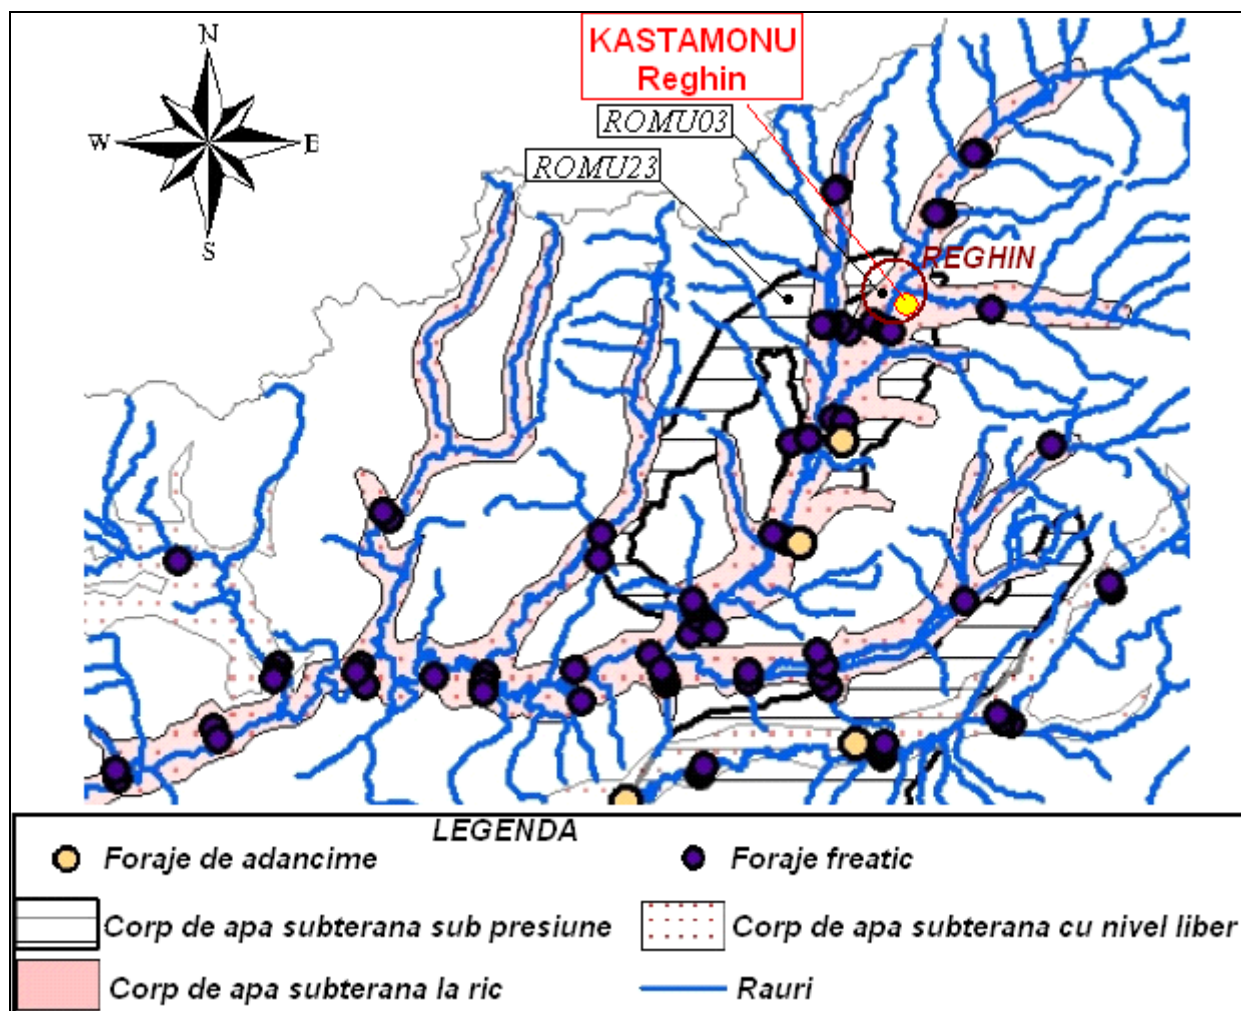 N
KASTAMONU
Reghin
ROMU03
W
E
ROMU23
S
REGHIN
LEGENDA
Foraje de adancime
Foraje freatic
Corp de apa subterana sub presiune
Corp de apa subterana cu nivel liber
Corp de apa subterana la ric
Rauri